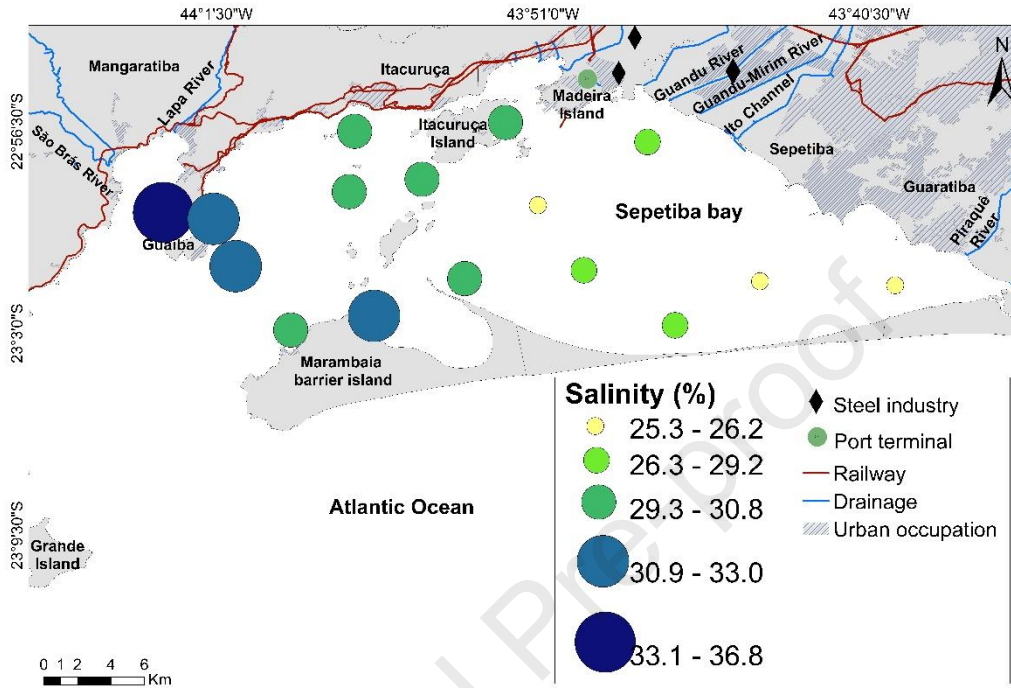 44°1'30"W
43°51'0"W
43°40'30"W
22°56'30"S
23°3'0"S
23°9'30"S
N
Mangaratiba
Lapa River
São Brás River
Itacuruça
Itacuruça
Island
Madeira
Island
Guandu River
Guandu-Mirim River
Ito Channel
Sepetiba
Guaratiba
Piraquê
River
Guaiba
Sepetiba bay
Marambaia
barrier island
Atlantic Ocean
Grande
Island
Salinity (%)
25.3 - 26.2
26.3 - 29.2
29.3 - 30.8
30.9 - 33.0
33.1 - 36.8
Steel industry
Port terminal
Railway
Drainage
Urban occupation
0 1 2 4 6
Km
Pre-proof